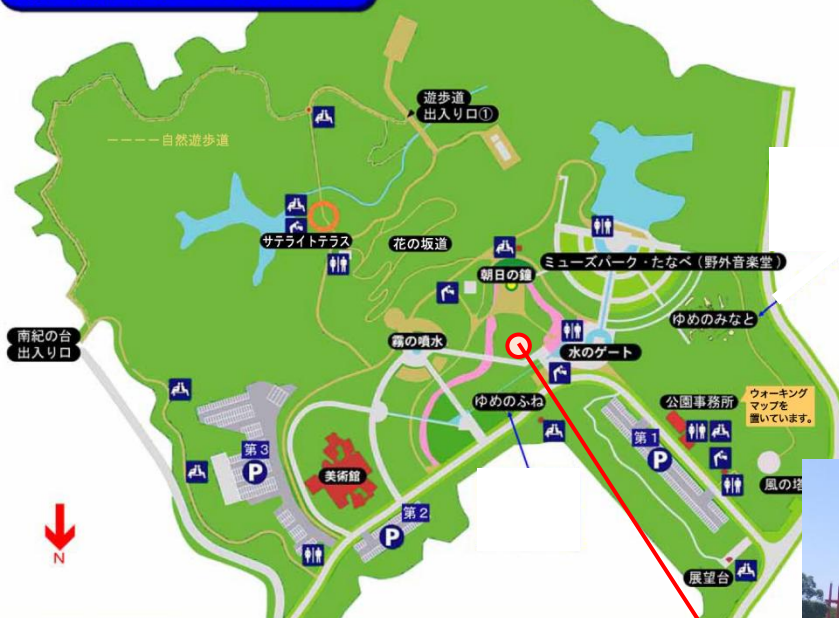 遊歩道
出入り口①
----自然遊歩道
サテライトテラス
花の坂道
朝日の鐘
ミューズパーク・たなべ(野外音楽堂)
南紀の台
出入り口
霧の噴水
水のゲート
ゆめのみなと
ゆめのふね
公園事務所
ウォーキング
マップを
置いています。
第1
P
第3
P
美術館
風の塔
第2
P
展望台
N